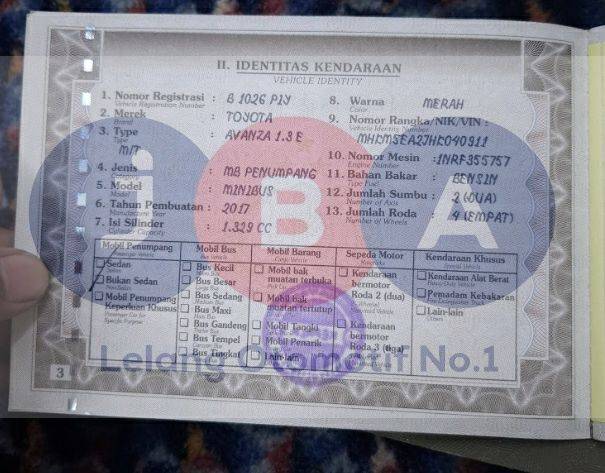 II. IDENTITAS KENDARAAN
VEHICLE IDENTITY
1. Nomor Registrasi : B 1026 PIY
Vehicle Registration Number
2. Merek : TOYOTA
Brand
3. Type : AVANZA 1.3 E
Type
M/T
4. Jenis : MB PENUMPANG
5. Model : MINIBUS
Model
6. Tahun Pembuatan : 2017
Manufacture Year
7. Isi Silinder : 1.329 CC
Cylinder Capacity
8. Warna MERAH
Color
9. Nomor Rangka/NIK/VIN :
Vehicle Identity Number
10. Nomor Mesin : 1NRF355757
Engine Number
11. Bahan Bakar : BENSIN
Type Fuel
12. Jumlah Sumbu : 2 (DUA)
Number of Axis
13. Jumlah Roda : 4 (EMPAT)
Number of Wheels
Mobil Penumpang
Sedan
Bukan Sedan
Mobil Penumpang
Keperluan Khusus
Mobil Bus
Bus Kecil
Bus Besar
Bus Sedang
Bus Maxi
Bus Gandeng
Bus Tempel
Bus Tingkat
Mobil Barang
Mobil bak
muatan terbuka
Mobil bak
muatan tertutup
Mobil Tangki
Mobil Penarik
Lain-lain
Sepeda Motor
Kendaraan
bermotor
Roda 2 (dua)
Kendaraan
bermotor
Roda 3 (tiga)
Kendaraan Khusus
Kendaraan Alat Berat
Pemadam Kebakaran
Lain-lain
3
iBA
Lelang Otomotif No.1